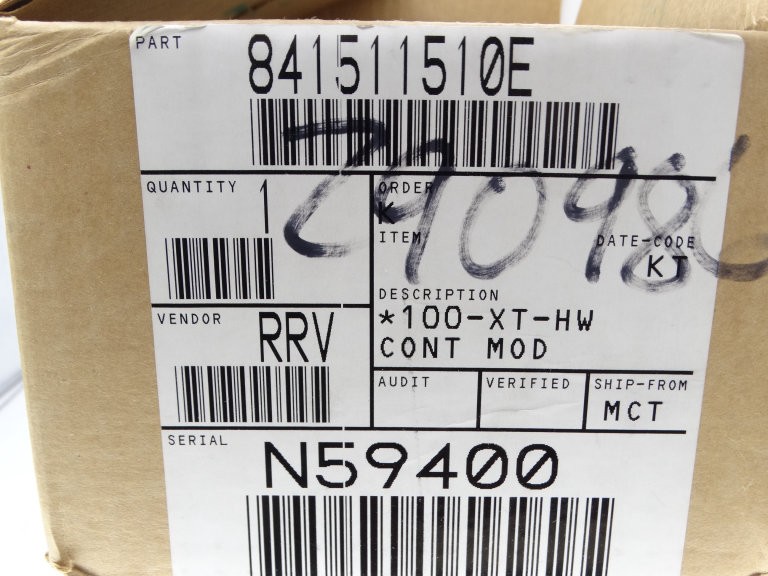 PART
841511510E
QUANTITY 1
ORDER
K
ITEM
DATE-CODE
KT
DESCRIPTION
*100-XT-HW
CONT MOD
VENDOR
RRV
AUDIT
VERIFIED
SHIP-FROM
MCT
SERIAL
N59400